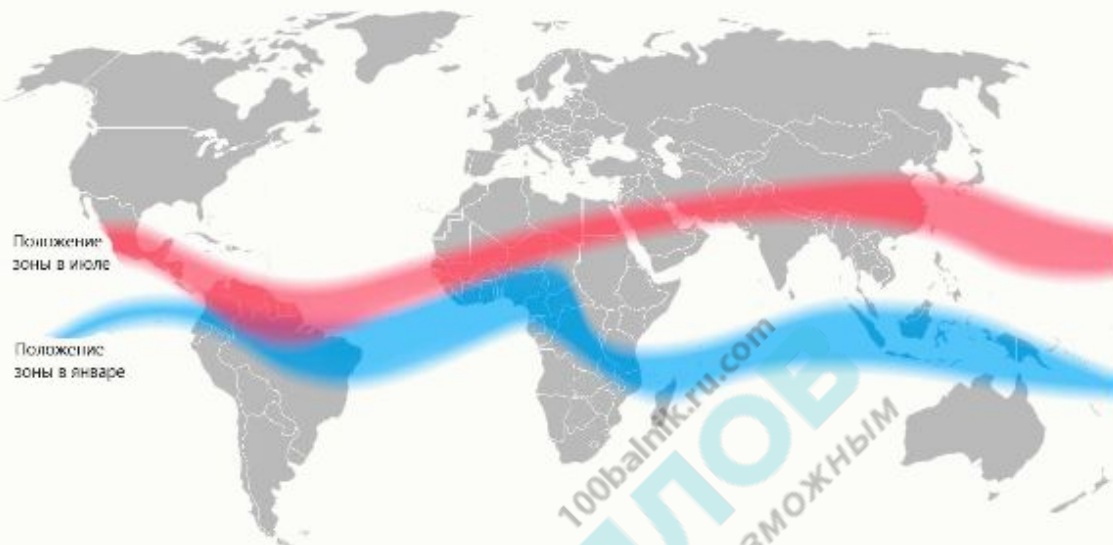 Положение
зоны в июле
Положение
зоны в январе
100balnik.ru.com